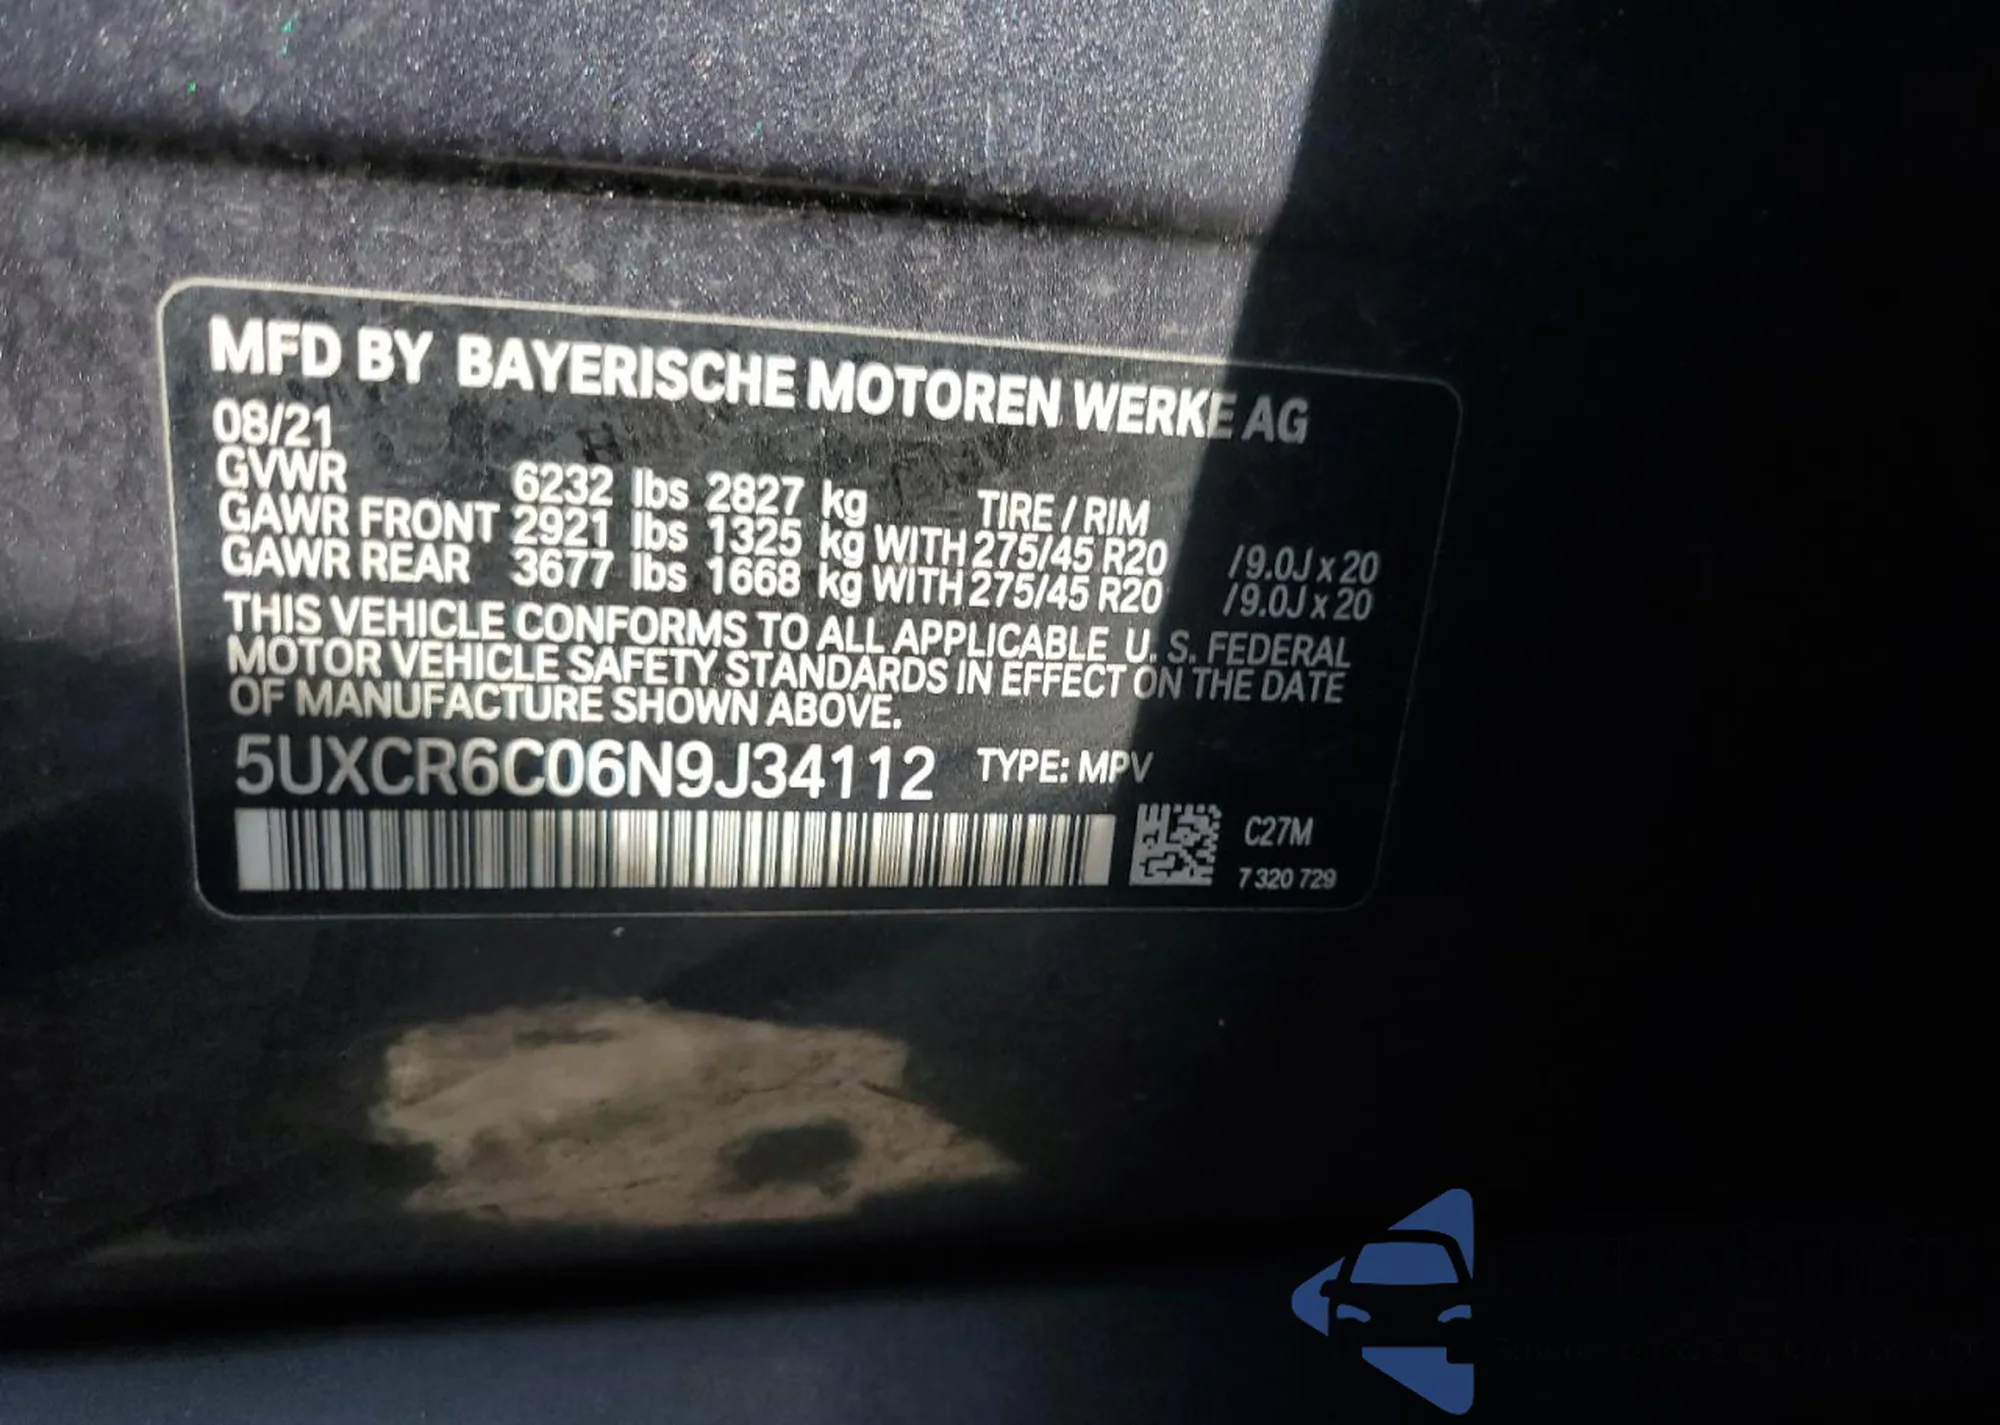 MFD BY BAYERISCHE MOTOREN WERKE AG
08/21
GVWR 6232 lbs 2827 kg TIRE / RIM
GAWR FRONT 2921 lbs 1325 kg WITH 275/45 R20 /9.0J x 20
GAWR REAR 3677 lbs 1668 kg WITH 275/45 R20 /9.0J x 20
THIS VEHICLE CONFORMS TO ALL APPLICABLE U. S. FEDERAL
MOTOR VEHICLE SAFETY STANDARDS IN EFFECT ON THE DATE
OF MANUFACTURE SHOWN ABOVE.
5UXCR6C06N9J34112 TYPE: MPV
C27M
7 320 729